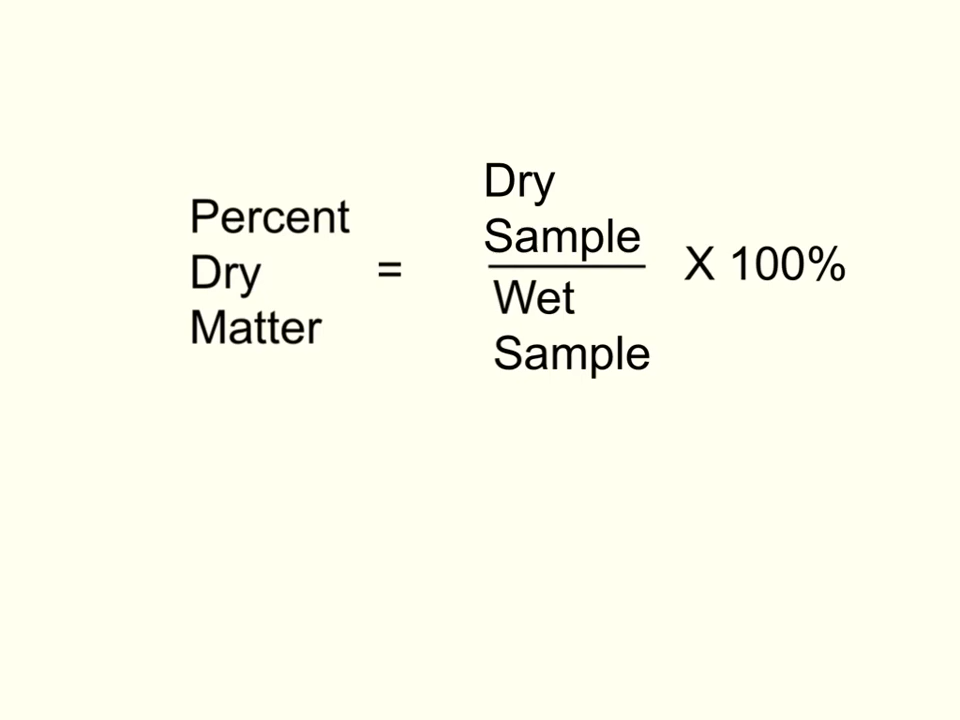 Percent
Dry
Matter
=
Dry
Sample
Wet
Sample
X 100%